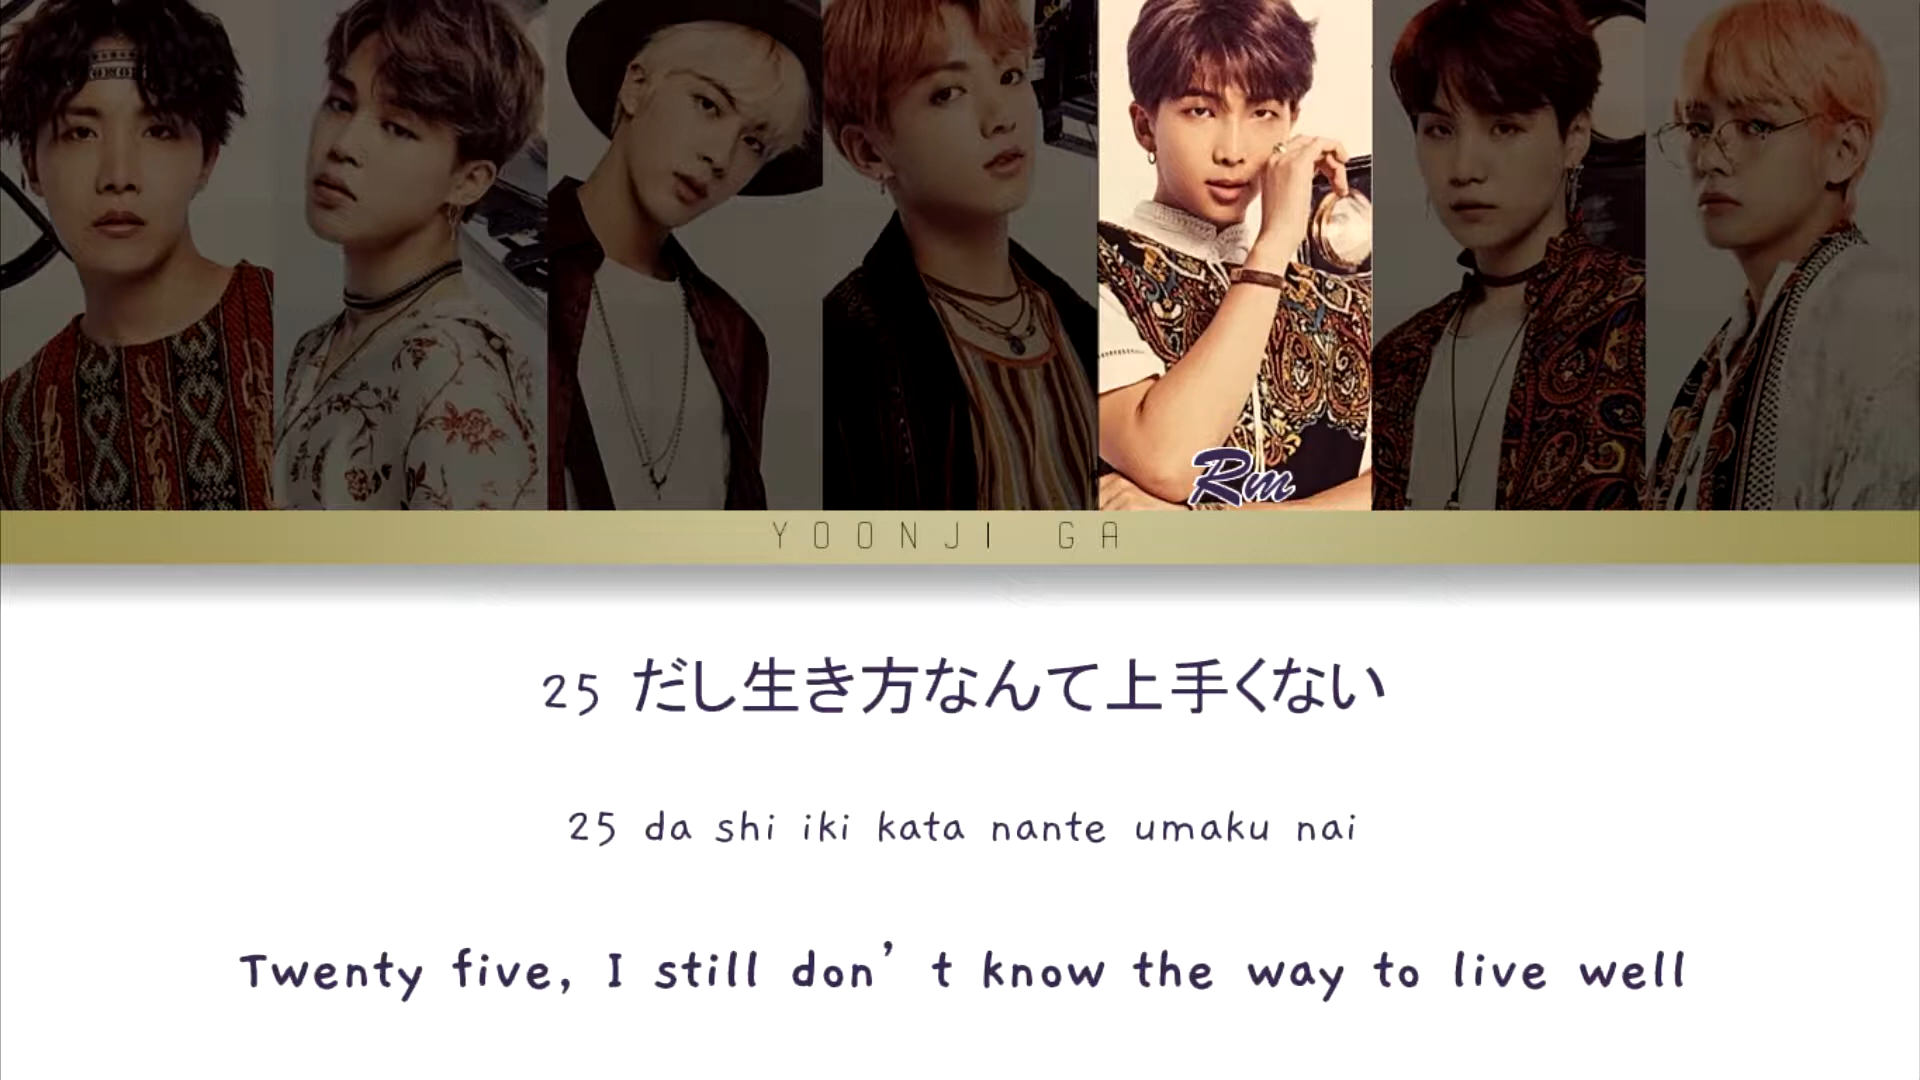 Rm
YOONJI GA
25 だし生き方なんて上手くない
25 da shi iki kata nante umaku nai
Twenty five, I still don’t know the way to live well